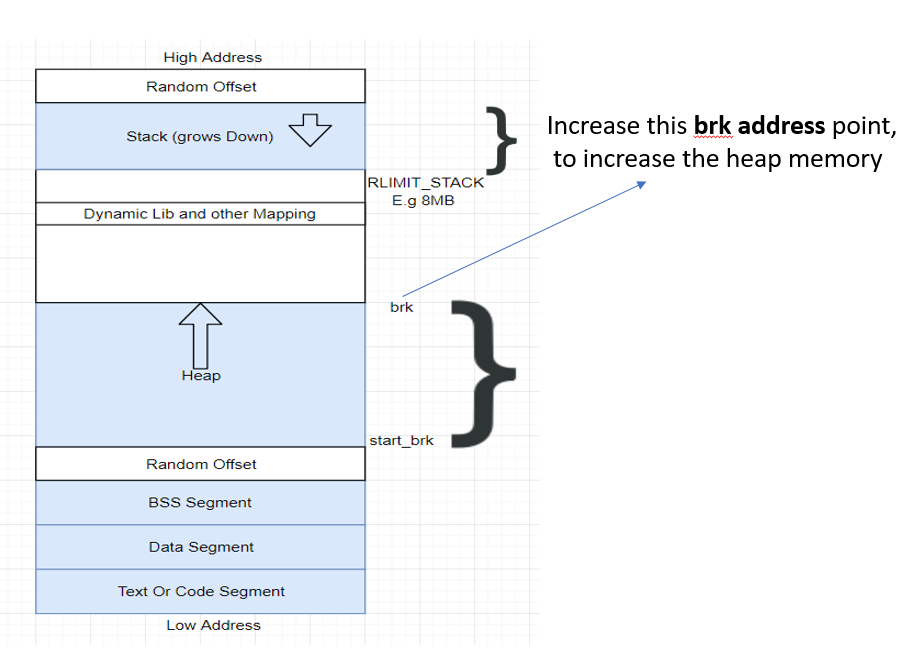 High Address
Random Offset
Stack (grows Down)
Increase this brk address point,
to increase the heap memory
RLIMIT_STACK
E.g 8MB
Dynamic Lib and other Mapping
brk
Heap
start_brk
Random Offset
BSS Segment
Data Segment
Text Or Code Segment
Low Address